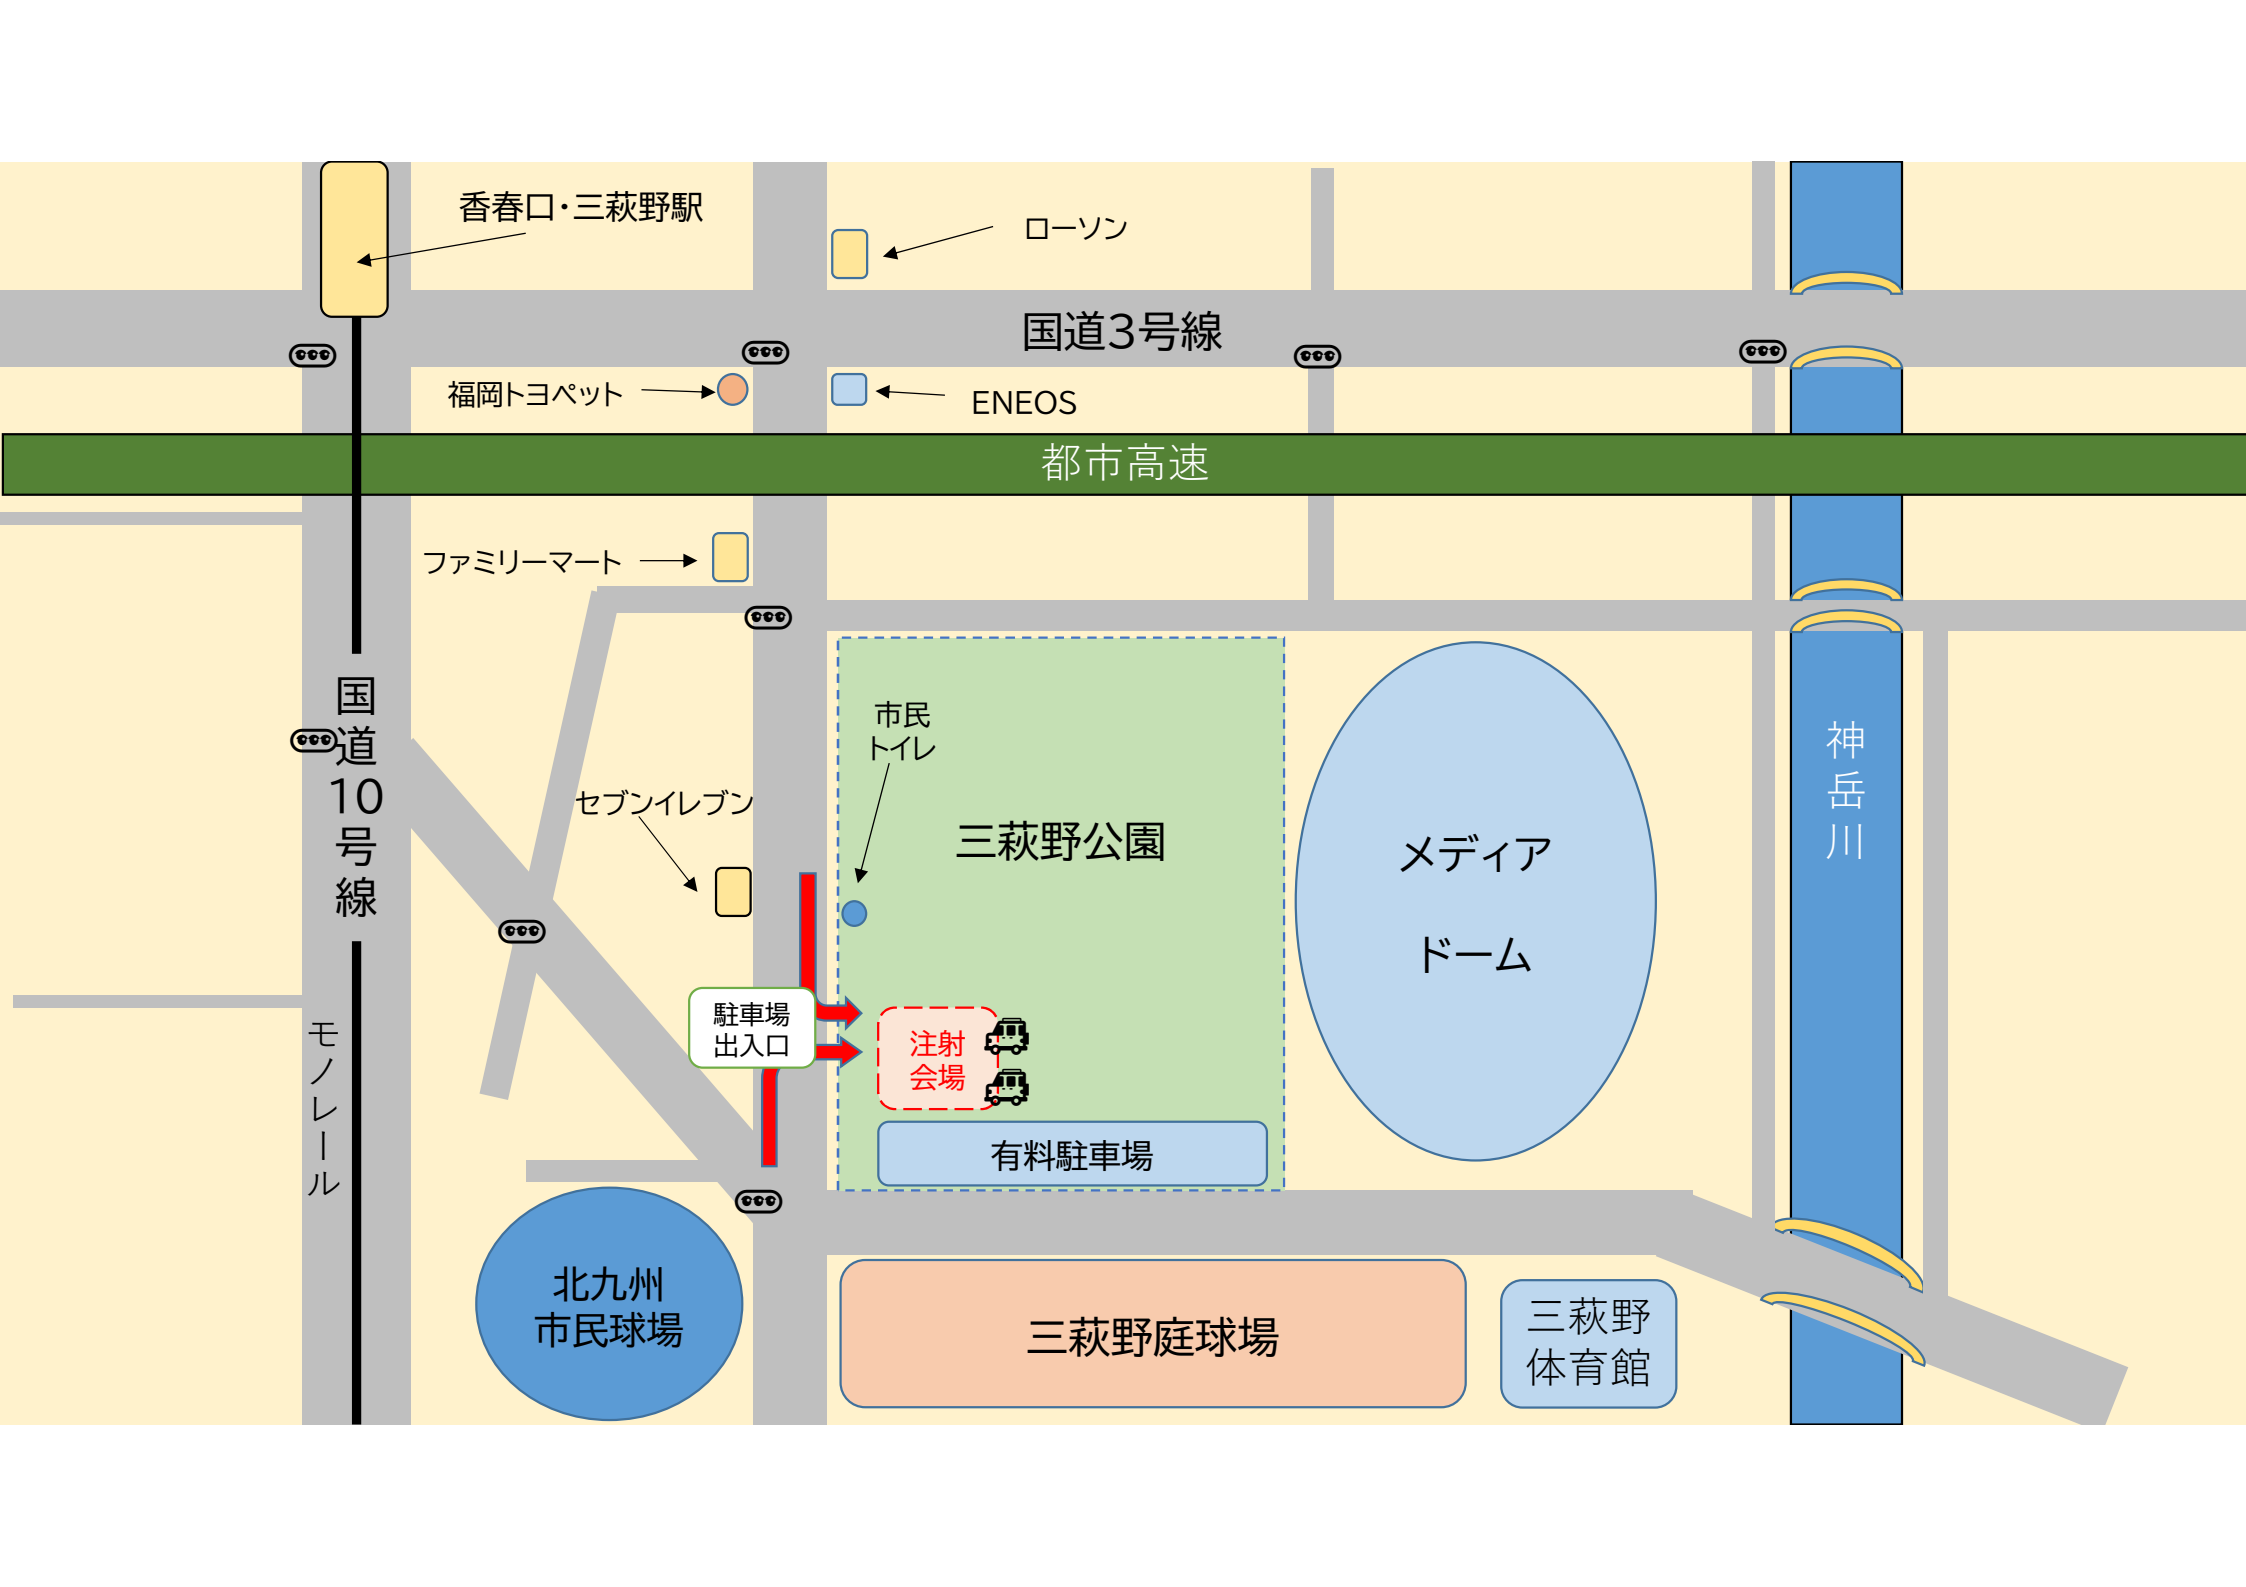 香春口・三萩野駅
ローソン
国道3号線
福岡トヨペット
ENEOS
都市高速
ファミリーマート
国道10号線
市民
トイレ
神岳川
セブンイレブン
三萩野公園
メディア
ドーム
駐車場
出入口
注射
会場
モノレール
有料駐車場
北九州
市民球場
三萩野庭球場
三萩野
体育館